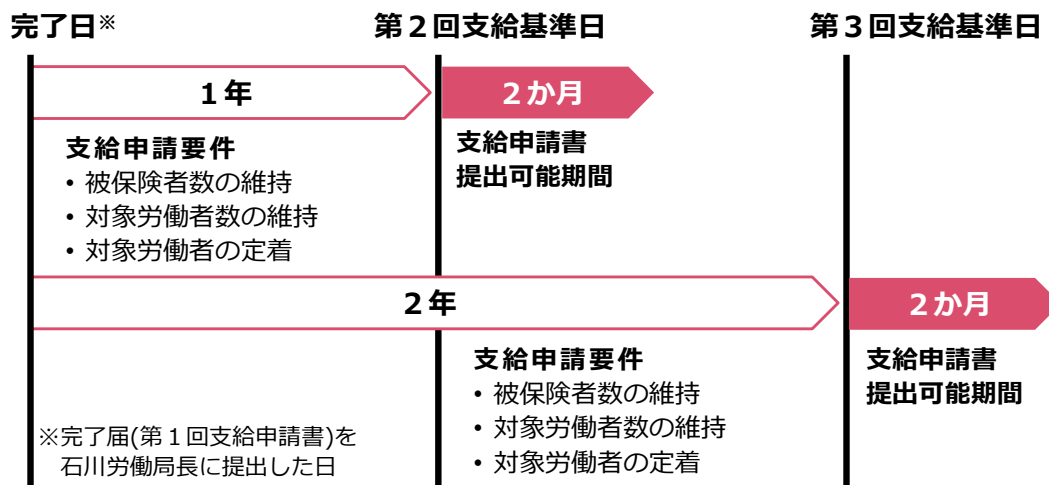 完了日※
第２回支給基準日
第３回支給基準日
１年
２か月
支給申請要件
• 被保険者数の維持
• 対象労働者数の維持
• 対象労働者の定着
支給申請書
提出可能期間
２年
２か月
支給申請要件
• 被保険者数の維持
• 対象労働者数の維持
• 対象労働者の定着
支給申請書
提出可能期間
※完了届(第１回支給申請書)を
石川労働局長に提出した日